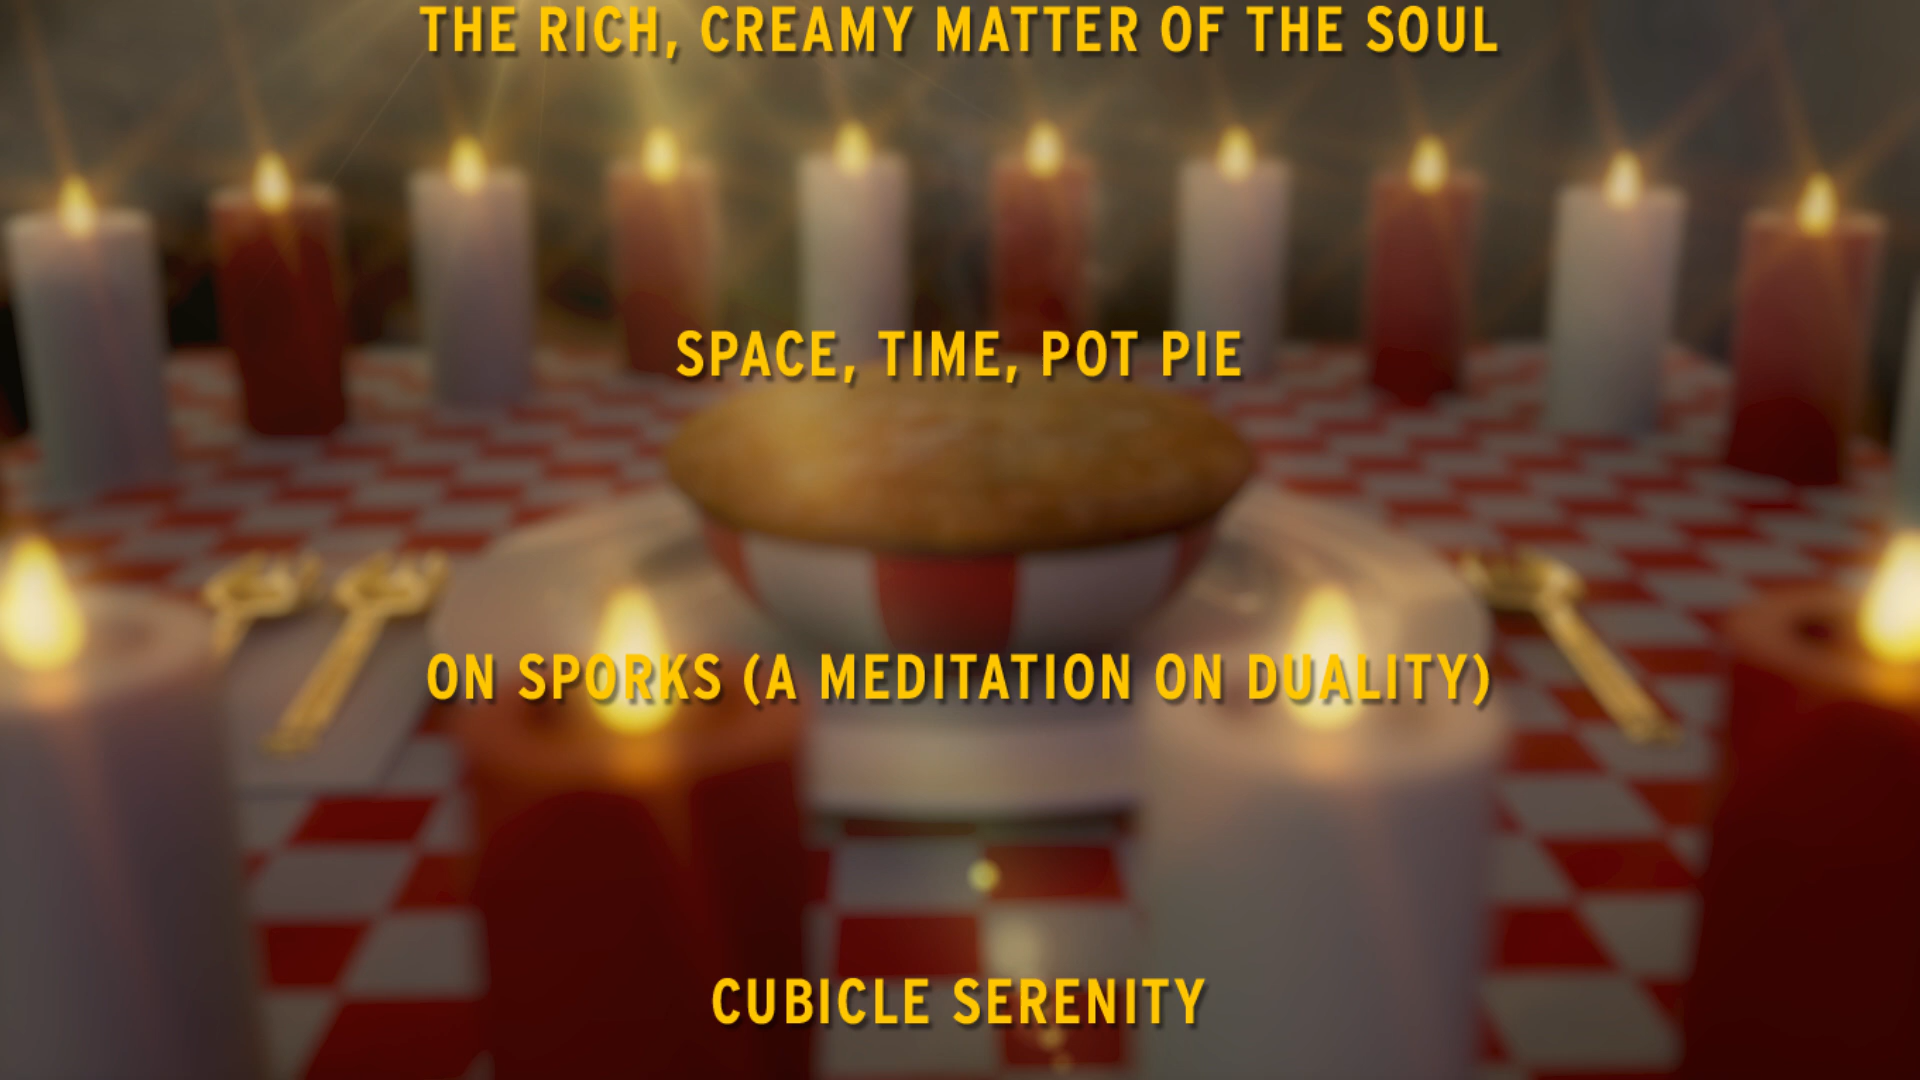 THE RICH, CREAMY MATTER OF THE SOUL
SPACE, TIME, POT PIE
ON SPORKS (A MEDITATION ON DUALITY)
CUBICLE SERENITY